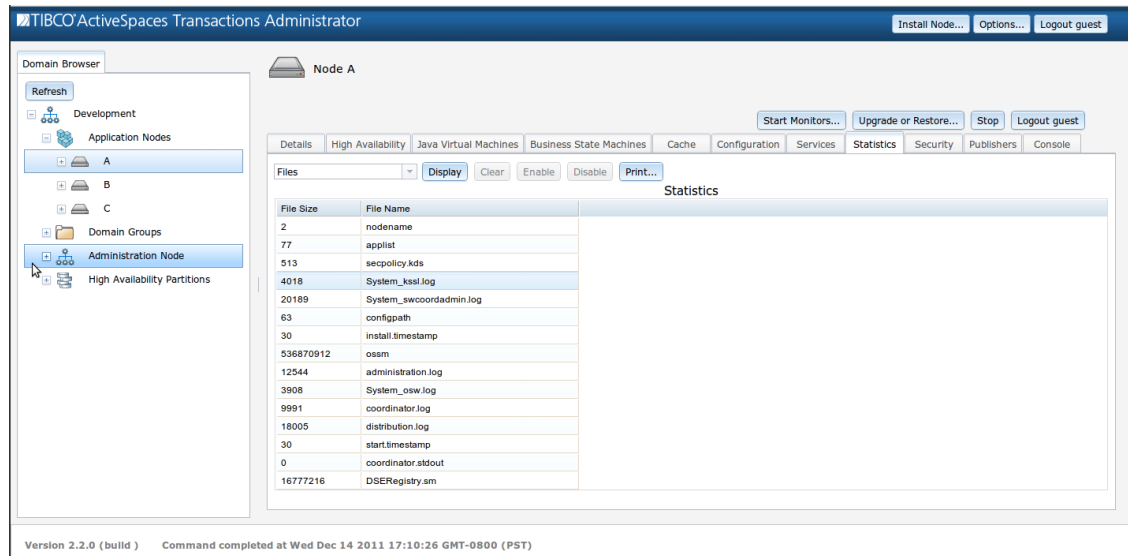 TIBCO® ActiveSpaces Transactions Administrator
Install Node... Options... Logout guest
Domain Browser
Node A
Refresh
Development
Start Monitors... Upgrade or Restore... Stop Logout guest
Application Nodes
Details High Availability Java Virtual Machines Business State Machines Cache Configuration Services Statistics Security Publishers Console
A
Files Display Clear Enable Disable Print...
B
Statistics
C
File Size File Name
2 nodename
Domain Groups
77 applist
Administration Node
513 secpolicy.kds
High Availability Partitions
4018 System_kssl.log
20189 System_swcoordadmin.log
63 configpath
30 install.timestamp
536870912 ossm
12544 administration.log
3908 System_osw.log
9991 coordinator.log
18005 distribution.log
30 start.timestamp
0 coordinator.stdout
16777216 DSERegistry.sm
Version 2.2.0 (build ) Command completed at Wed Dec 14 2011 17:10:26 GMT-0800 (PST)